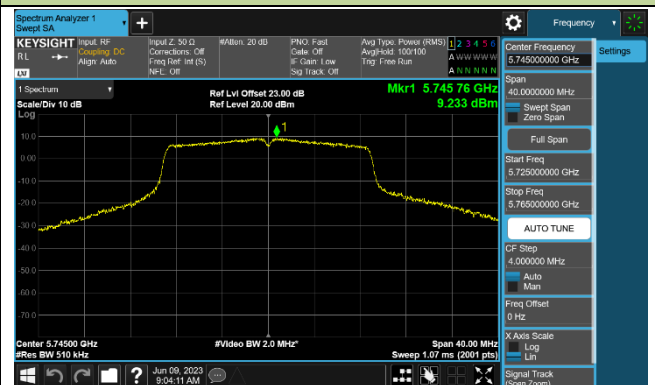 Spectrum Analyzer 1
Swept SA
+
Frequency
KEYSIGHT
RL
LXI
Input: RF
Coupling: DC
Align: Auto
Input Z: 50 Ω
Corrections: Off
Freq Ref: Int (S)
NFE: Off
#Atten: 20 dB
PNO: Fast
Gate: Off
IF Gain: Low
Sig Track: Off
Avg Type: Power (RMS)
Avg|Hold: 100/100
Trig: Free Run
1 2 3 4 5 6
A W W W W W
A N N N N N
Center Frequency
5.745000000 GHz
Settings
Span
40.0000000 MHz
Swept Span
Zero Span
Full Span
Start Freq
5.725000000 GHz
Stop Freq
5.765000000 GHz
AUTO TUNE
CF Step
4.000000 MHz
Auto
Man
Freq Offset
0 Hz
X Axis Scale
Log
Lin
Signal Track
(Span Zoom)
1 Spectrum
Scale/Div 10 dB
Log
Ref Lvl Offset 23.00 dB
Ref Level 20.00 dBm
Mkr1 5.745 76 GHz
9.233 dBm
1
10.0
0.00
-10.0
-20.0
-30.0
-40.0
-50.0
-60.0
-70.0
Center 5.74500 GHz
#Res BW 510 kHz
#Video BW 2.0 MHz*
Span 40.00 MHz
Sweep 1.07 ms (2001 pts)
?
Jun 09, 2023
9:04:11 AM